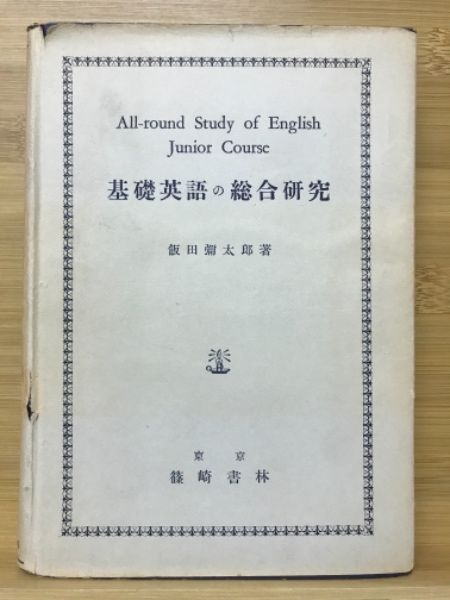 All-round Study of English
Junior Course
基礎英語の総合研究
飯田彌太郎著
東京
篠崎書林